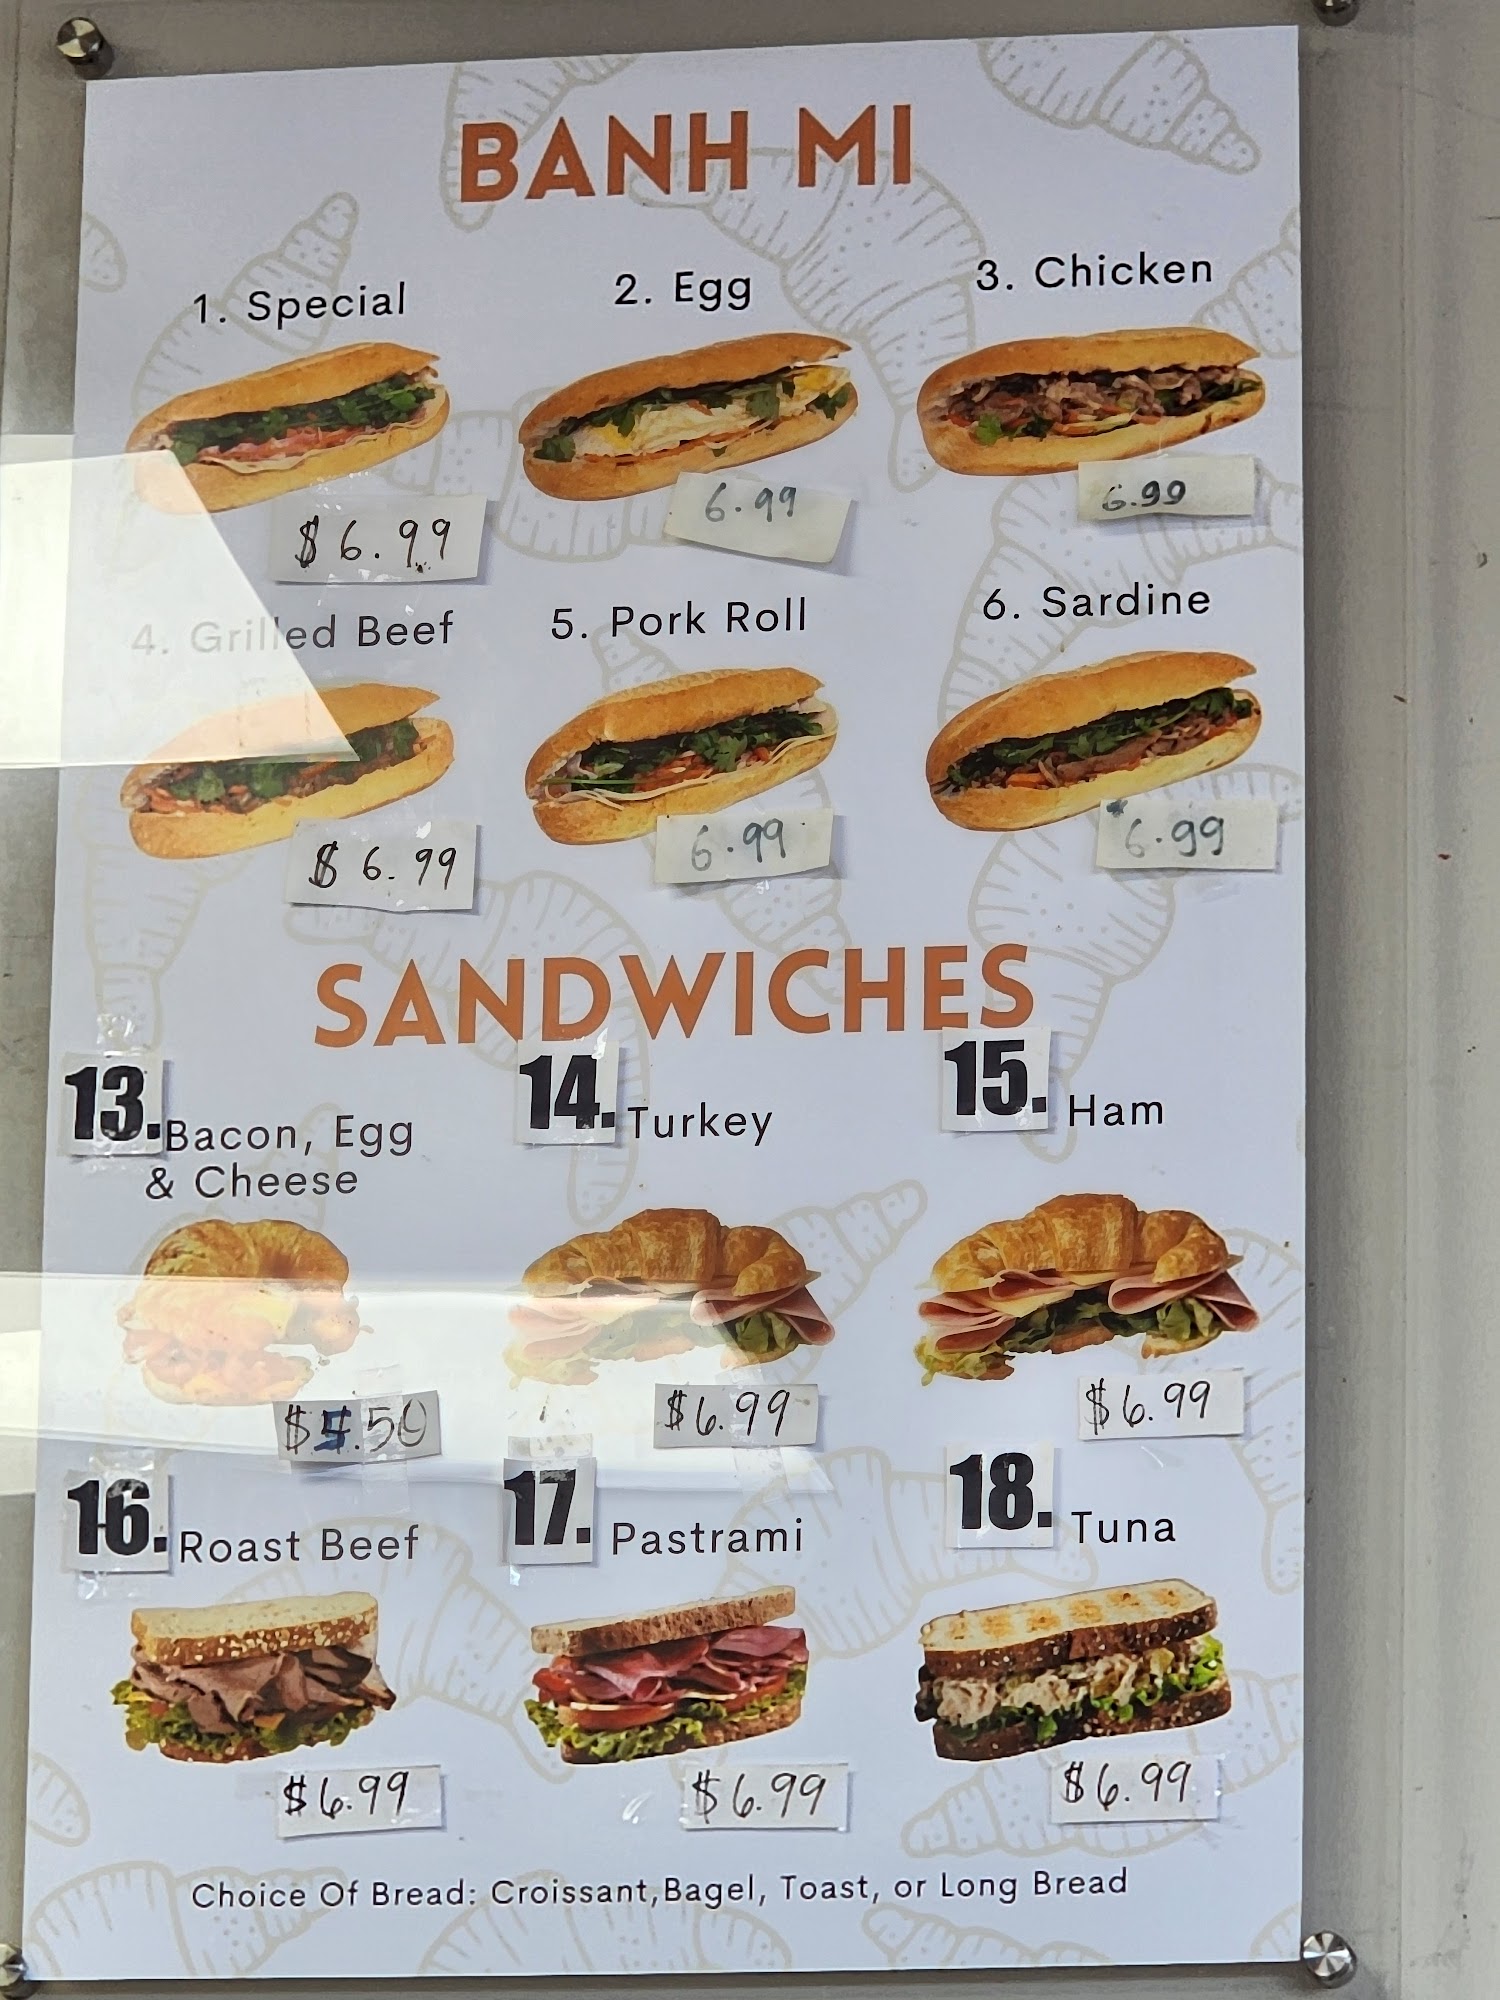 BANH MI
1. Special
2. Egg
3. Chicken
$6.99
6.99
6.99
4. Grilled Beef
5. Pork Roll
6. Sardine
$6.99
6.99
6.99
SANDWICHES
13. Bacon, Egg
& Cheese
14. Turkey
15. Ham
$6.99
$6.99
16. Roast Beef
17. Pastrami
18. Tuna
$6.99
$6.99
$6.99
Choice Of Bread: Croissant, Bagel, Toast, or Long Bread